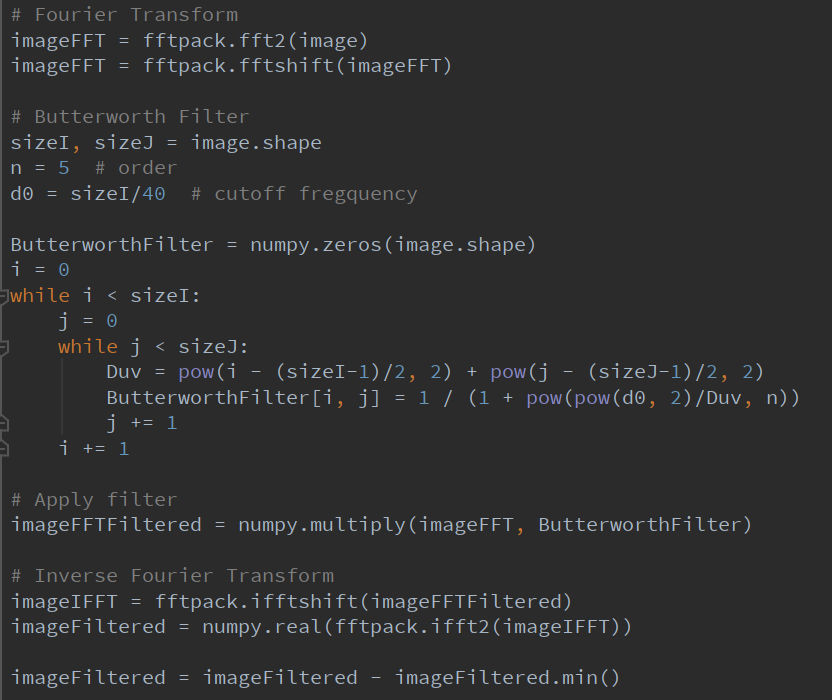 # Fourier Transform
imageFFT = fftpack.fft2(image)
imageFFT = fftpack.fftshift(imageFFT)
# Butterworth Filter
sizeI, sizeJ = image.shape
n = 5  # order
d0 = sizeI/40  # cutoff fregquency
ButterworthFilter = numpy.zeros(image.shape)
i = 0
while i < sizeI:
    j = 0
    while j < sizeJ:
        Duv = pow(i - (sizeI-1)/2, 2) + pow(j - (sizeJ-1)/2, 2)
        ButterworthFilter[i, j] = 1 / (1 + pow(pow(d0, 2)/Duv, n))
        j += 1
    i += 1
# Apply filter
imageFFTFiltered = numpy.multiply(imageFFT, ButterworthFilter)
# Inverse Fourier Transform
imageIFFT = fftpack.ifftshift(imageFFTFiltered)
imageFiltered = numpy.real(fftpack.ifft2(imageIFFT))
imageFiltered = imageFiltered - imageFiltered.min()